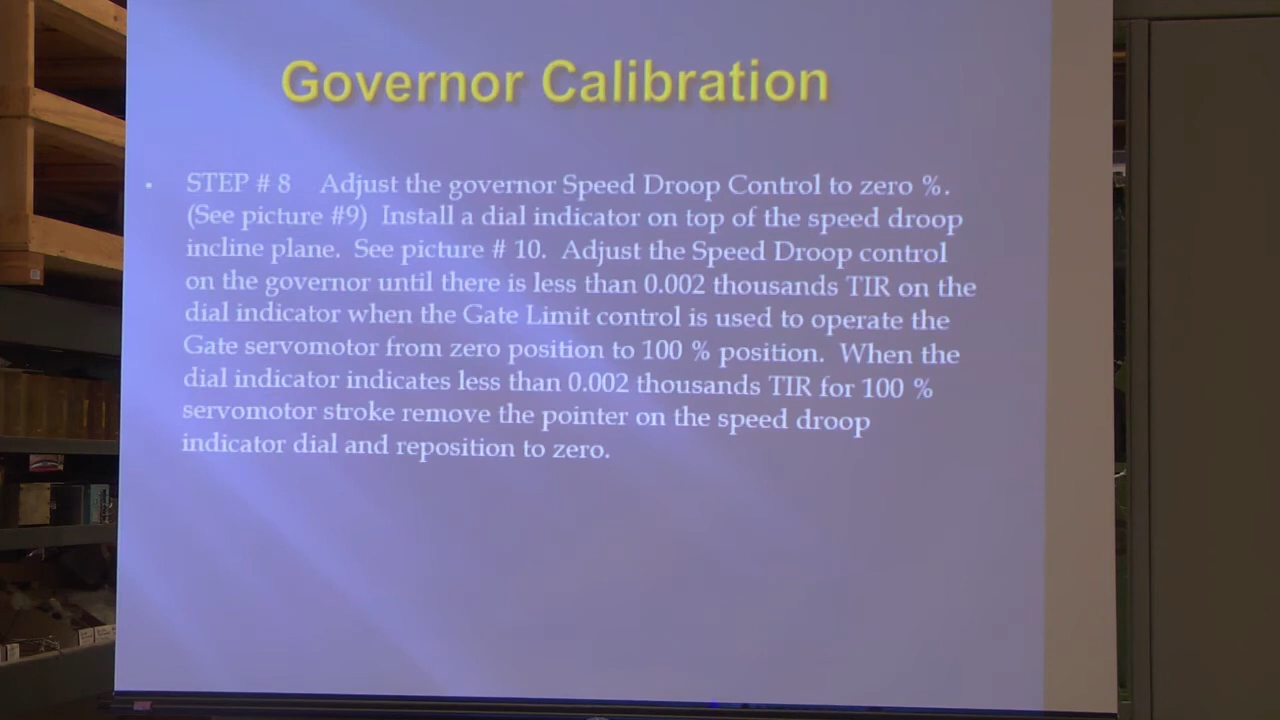 Governor Calibration
STEP # 8 Adjust the governor Speed Droop Control to zero %.
(See picture #9) Install a dial indicator on top of the speed droop
incline plane. See picture # 10. Adjust the Speed Droop control
on the governor until there is less than 0.002 thousands TIR on the
dial indicator when the Gate Limit control is used to operate the
Gate servomotor from zero position to 100 % position. When the
dial indicator indicates less than 0.002 thousands TIR for 100 %
servomotor stroke remove the pointer on the speed droop
indicator dial and reposition to zero.